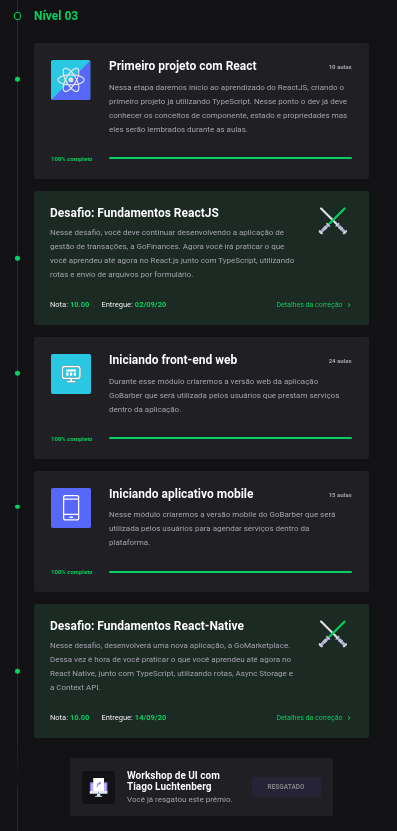 Nível 03
Primeiro projeto com React
10 aulas
Nessa etapa daremos início ao aprendizado do ReactJS, criando o
primeiro projeto já utilizando TypeScript. Nesse ponto o dev já deve
conhecer os conceitos de componente, estado e propriedades mas
eles serão lembrados durante as aulas.
100% completo
Desafio: Fundamentos ReactJS
Nesse desafio, você deve continuar desenvolvendo a aplicação de
gestão de transações, a GoFinances. Agora você irá praticar o que
você aprendeu até agora no React.js junto com TypeScript, utilizando
rotas e envio de arquivos por formulário.
Nota: 10.00 Entregue: 02/09/20 Detalhes da correção
Iniciando front-end web
24 aulas
Durante esse módulo criaremos a versão web da aplicação
GoBarber que será utilizada pelos usuários que prestam serviços
dentro da aplicação.
100% completo
Iniciando aplicativo mobile
15 aulas
Nesse módulo criaremos a versão mobile do GoBarber que será
utilizada pelos usuários para agendar serviços dentro da
plataforma.
100% completo
Desafio: Fundamentos React-Native
Nesse desafio, desenvolverá uma nova aplicação, a GoMarketplace.
Dessa vez é hora de você praticar o que você aprendeu até agora no
React Native, junto com TypeScript, utilizando rotas, Async Storage e
a Context API.
Nota: 10.00 Entregue: 14/09/20 Detalhes da correção
Workshop de UI com
Tiago Luchtenberg
Você já resgatou este prêmio.
RESGATADO